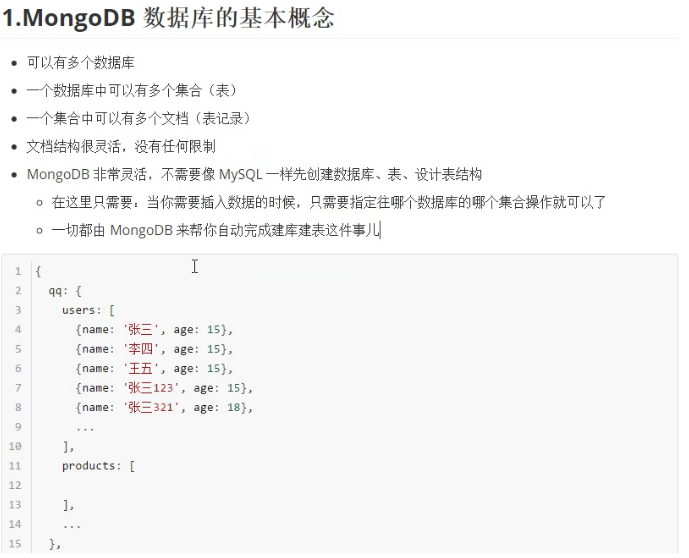 1.MongoDB 数据库的基本概念
可以有多个数据库
一个数据库中可以有多个集合（表）
一个集合中可以有多个文档（表记录）
文档结构很灵活，没有任何限制
MongoDB 非常灵活，不需要像 MySQL 一样先创建数据库、表、设计表结构
在这里只需要：当你需要插入数据的时候，只需要指定往哪个数据库的哪个集合操作就可以了
一切都由 MongoDB 来帮你自动完成建库建表这件事儿
1 {
2 qq: {
3 users: [
4 {name: '张三', age: 15},
5 {name: '李四', age: 15},
6 {name: '王五', age: 15},
7 {name: '张三123', age: 15},
8 {name: '张三321', age: 18},
9 ...
10 ],
11 products: [
12
13 ],
14 ...
15 },